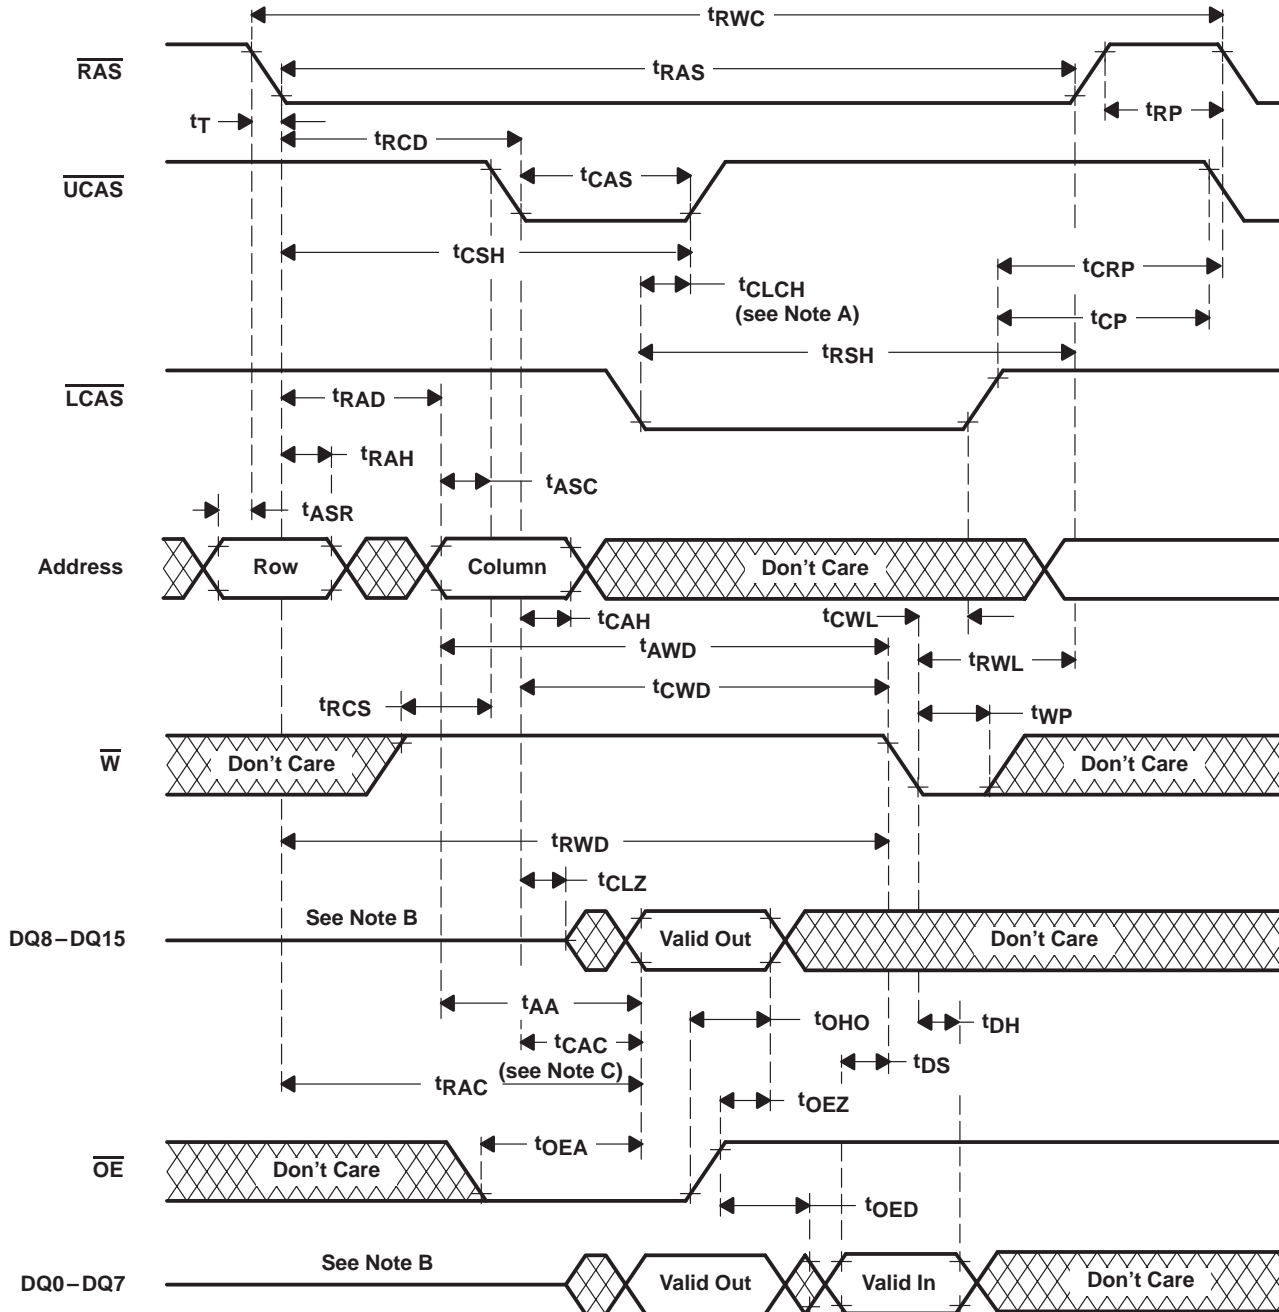 tRWC
RAS
tRAS
tT
tRP
tRCD
UCAS
tCAS
tCSH
tCRP
tCLCH
(see Note A)
tCP
tRSH
LCAS
tRAD
tRAH
tASC
tASR
Address
Row
Column
Don't Care
tCAH
tCWL
tAWD
tRWL
tCWD
tRCS
tWP
W
Don't Care
Don't Care
tRWD
tCLZ
See Note B
DQ8–DQ15
Valid Out
Don't Care
tAA
tOHO
tDH
tCAC
(see Note C)
tDS
tRAC
tOEZ
tOEA
OE
Don't Care
tOED
See Note B
DQ0–DQ7
Valid Out
Valid In
Don't Care